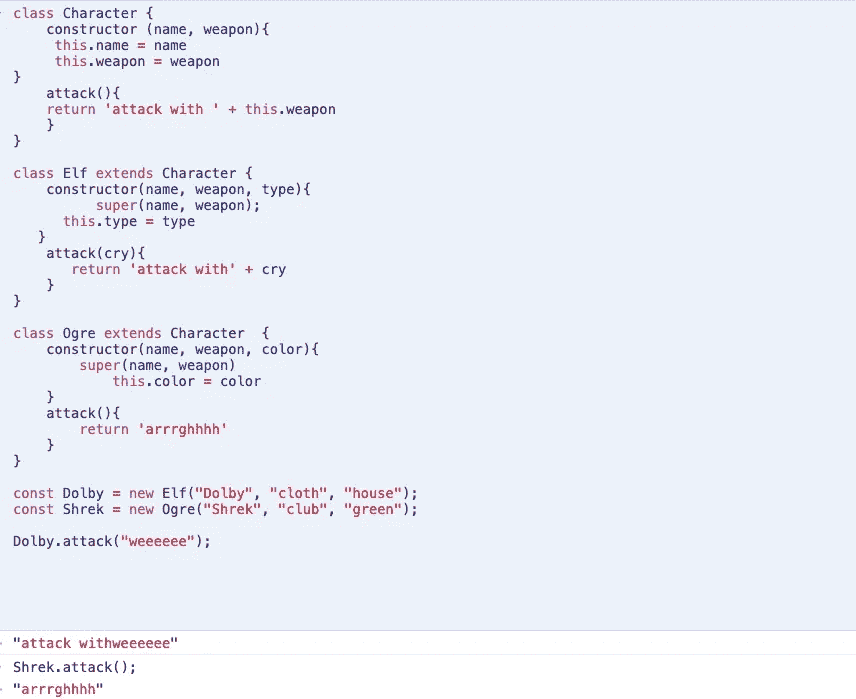 class Character {
    constructor (name, weapon){
     this.name = name
     this.weapon = weapon
}
    attack(){
    return 'attack with ' + this.weapon
    }
}

class Elf extends Character {
    constructor(name, weapon, type){
          super(name, weapon);
      this.type = type
   }
    attack(cry){
       return 'attack with' + cry
    }
}

class Ogre extends Character  {
    constructor(name, weapon, color){
        super(name, weapon)
            this.color = color
    }
    attack(){
        return 'arrrghhhh'
    }
}

const Dolby = new Elf("Dolby", "cloth", "house");
const Shrek = new Ogre("Shrek", "club", "green");

Dolby.attack("weeeeee");

"attack withweeeeee"
Shrek.attack();
"arrrghhhh"